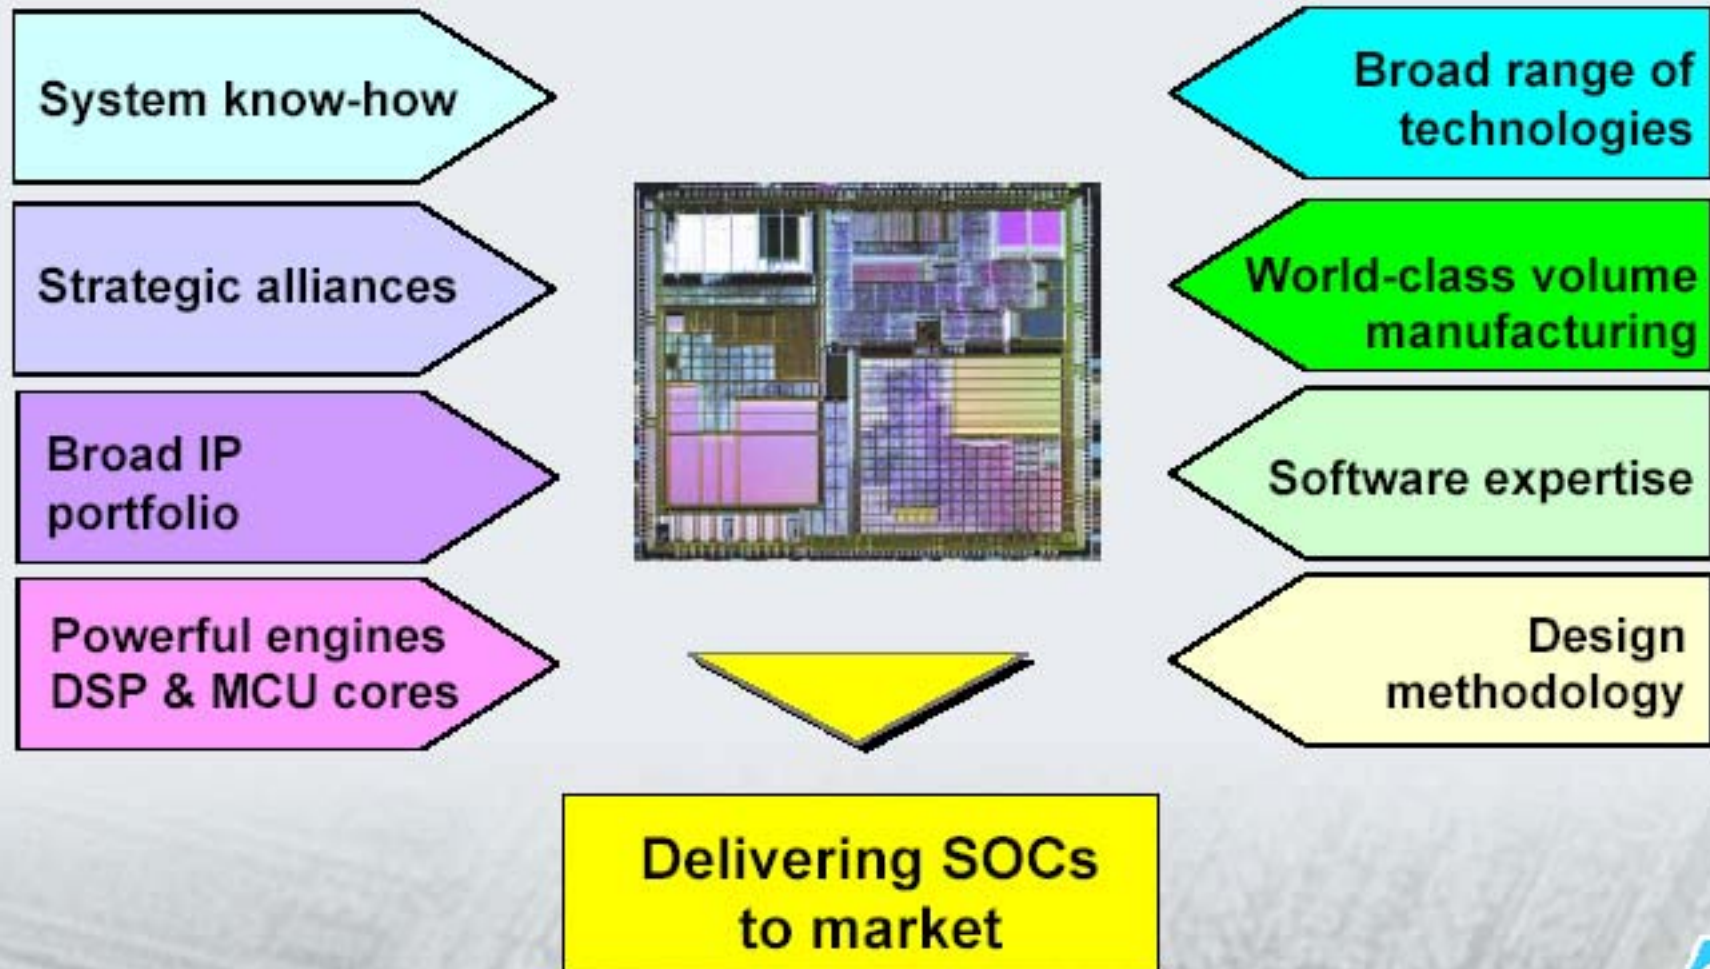 System know-how
Strategic alliances
Broad IP
portfolio
Powerful engines
DSP & MCU cores
Broad range of
technologies
World-class volume
manufacturing
Software expertise
Design
methodology
Delivering SOCs
to market